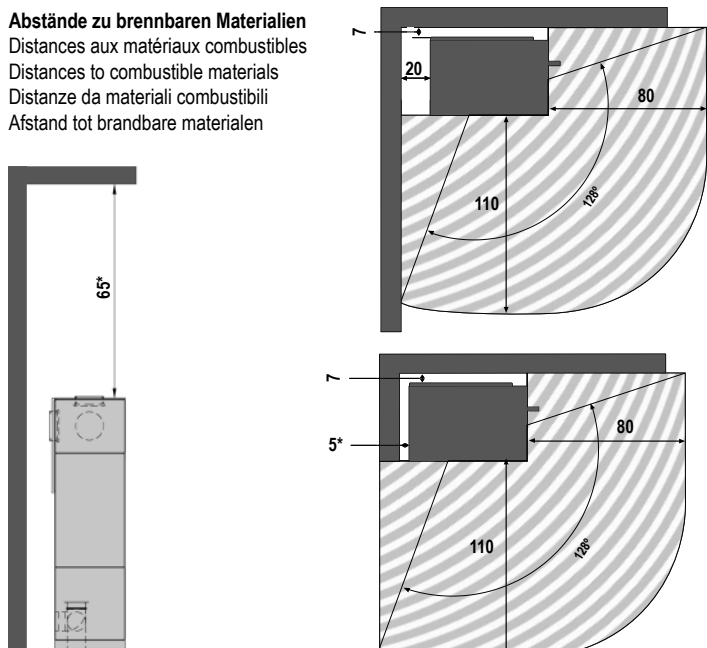 Abstände zu brennbaren Materialien
Distances aux matériaux combustibles
Distances to combustible materials
Distanze da materiali combustibili
Afstand tot brandbare materialen
65*
7
20
80
110
128°
7
5*
80
110
128°